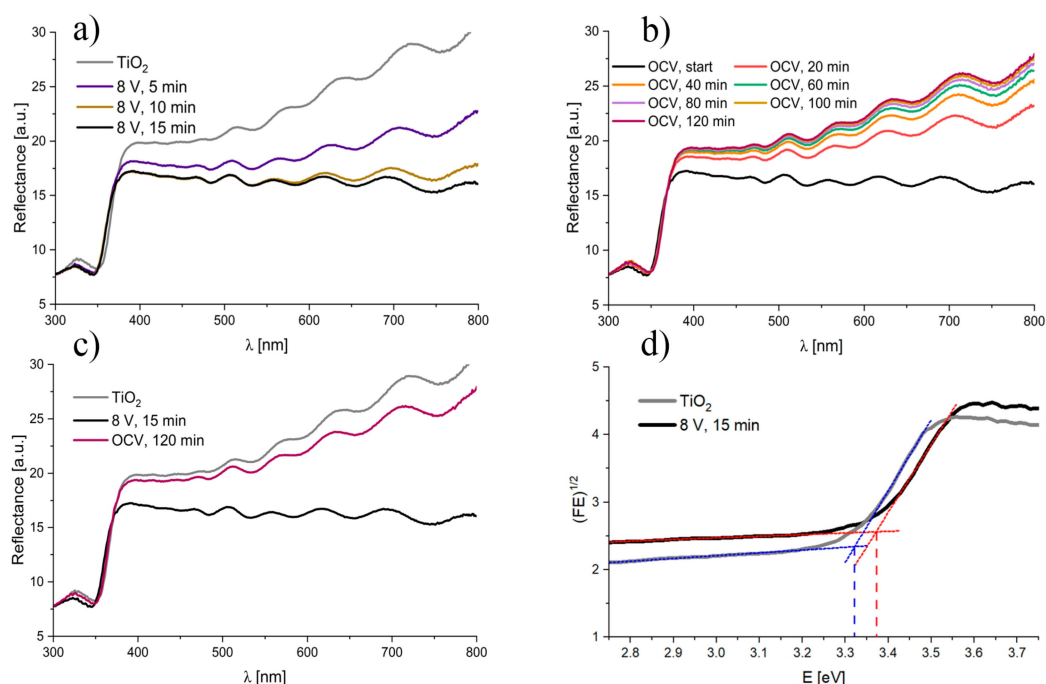 a)
TiO₂
8 V, 5 min
8 V, 10 min
8 V, 15 min
Reflectance [a.u.]
30
25
20
15
10
5
300 400 500 600 700 800
λ [nm]
b)
OCV, start OCV, 20 min
OCV, 40 min OCV, 60 min
OCV, 80 min OCV, 100 min
OCV, 120 min
Reflectance [a.u.]
30
25
20
15
10
5
300 400 500 600 700 800
λ [nm]
c)
TiO₂
8 V, 15 min
OCV, 120 min
Reflectance [a.u.]
30
25
20
15
10
5
300 400 500 600 700 800
λ [nm]
d)
TiO₂
8 V, 15 min
(FE)^1/2
5
4
3
2
1
2.8 2.9 3.0 3.1 3.2 3.3 3.4 3.5 3.6 3.7
E [eV]